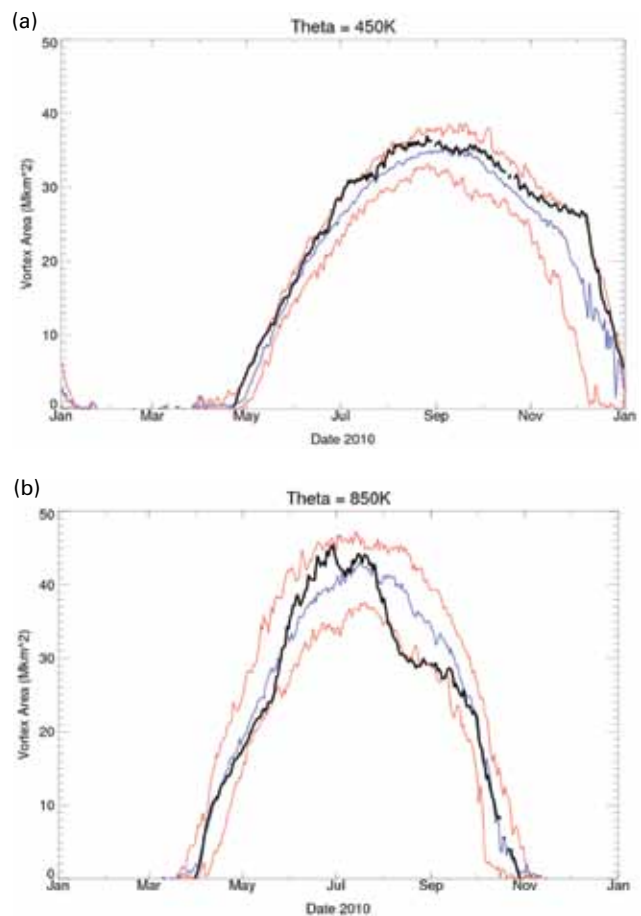 (a)
Theta = 450K
Vortex Area (Mkm^2)
50
40
30
20
10
0
Jan Mar May Jul Sep Nov Jan
Date 2010
(b)
Theta = 850K
Vortex Area (Mkm^2)
50
40
30
20
10
0
Jan Mar May Jul Sep Nov Jan
Date 2010